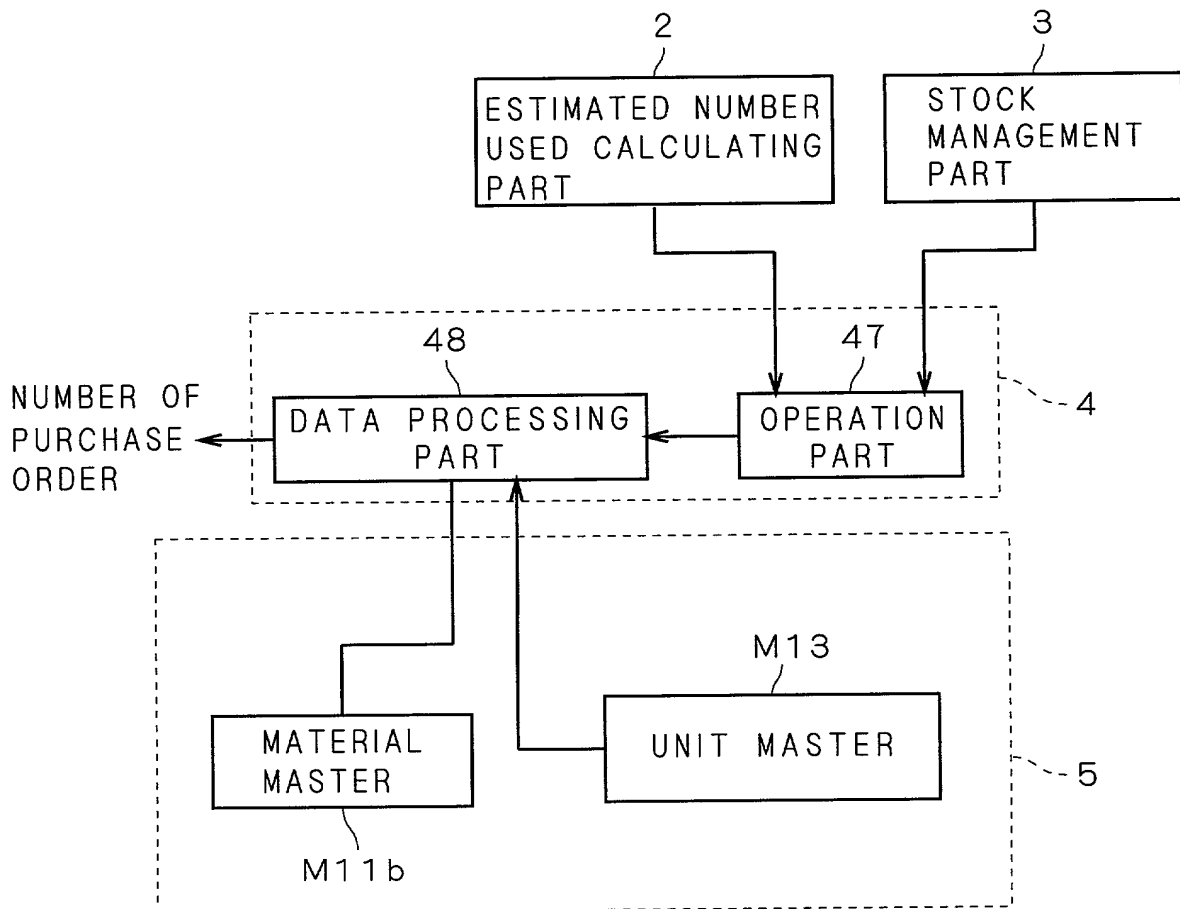 2
3
ESTIMATED NUMBER
USED CALCULATING
PART
STOCK
MANAGEMENT
PART
48
47
4
NUMBER OF
PURCHASE
ORDER
DATA PROCESSING
PART
OPERATION
PART
M13
MATERIAL
MASTER
UNIT MASTER
5
M11b